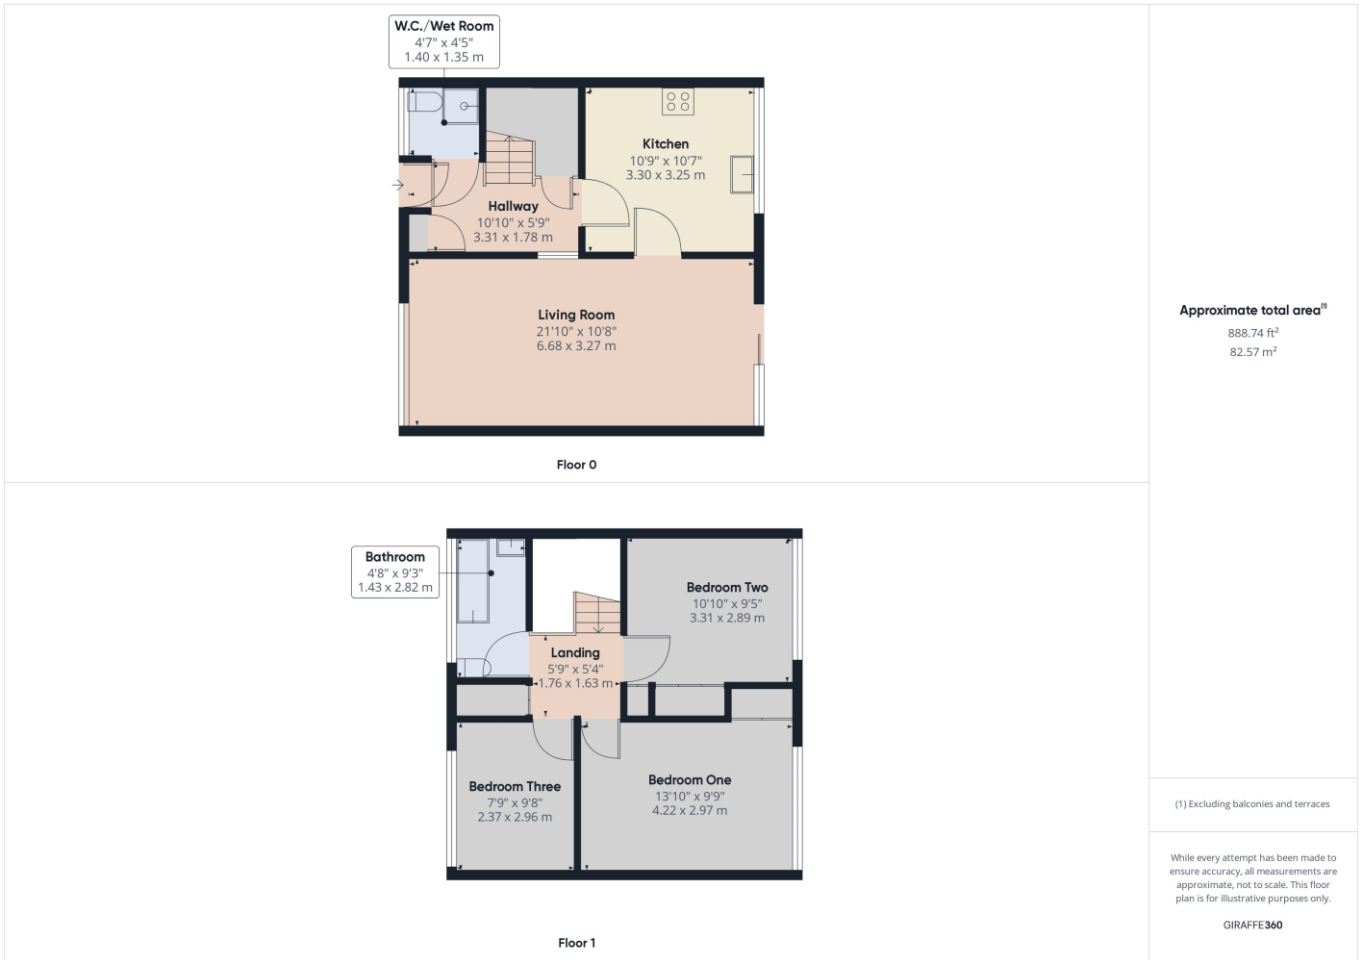 W.C./Wet Room
4'7" x 4'5"
1.40 x 1.35 m
Kitchen
10'9" x 10'7"
3.30 x 3.25 m
Hallway
10'10" x 5'9"
3.31 x 1.78 m
Living Room
21'10" x 10'8"
6.68 x 3.27 m
Floor 0
Bathroom
4'8" x 9'3"
1.43 x 2.82 m
Bedroom Two
10'10" x 9'5"
3.31 x 2.89 m
Landing
5'9" x 5'4"
1.76 x 1.63 m
Bedroom Three
7'9" x 9'8"
2.37 x 2.96 m
Bedroom One
13'10" x 9'9"
4.22 x 2.97 m
Floor 1
Approximate total area⁽¹⁾
888.74 ft²
82.57 m²
(1) Excluding balconies and terraces
While every attempt has been made to
ensure accuracy, all measurements are
approximate, not to scale. This floor
plan is for illustrative purposes only.
GIRAFFE360